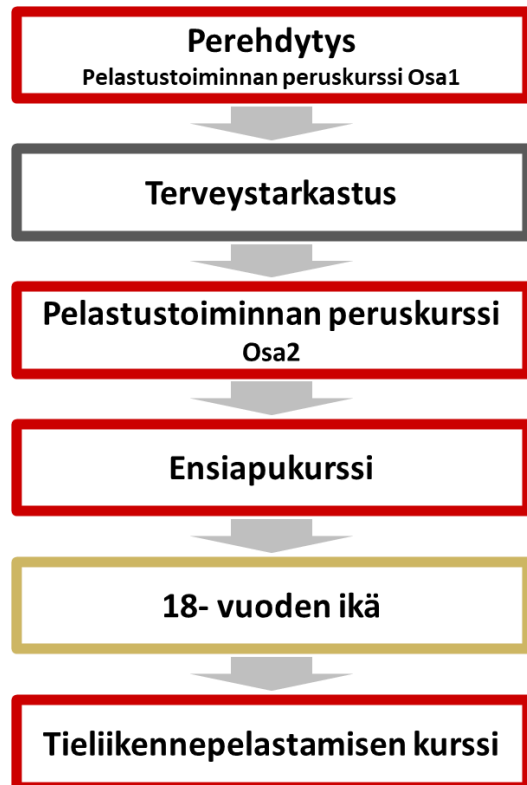 Perehdytys
Pelastustoiminnan peruskurssi Osa1
Terveystarkastus
Pelastustoiminnan peruskurssi
Osa2
Ensiapukurssi
18- vuoden ikä
Tieliikennepelastamisen kurssi